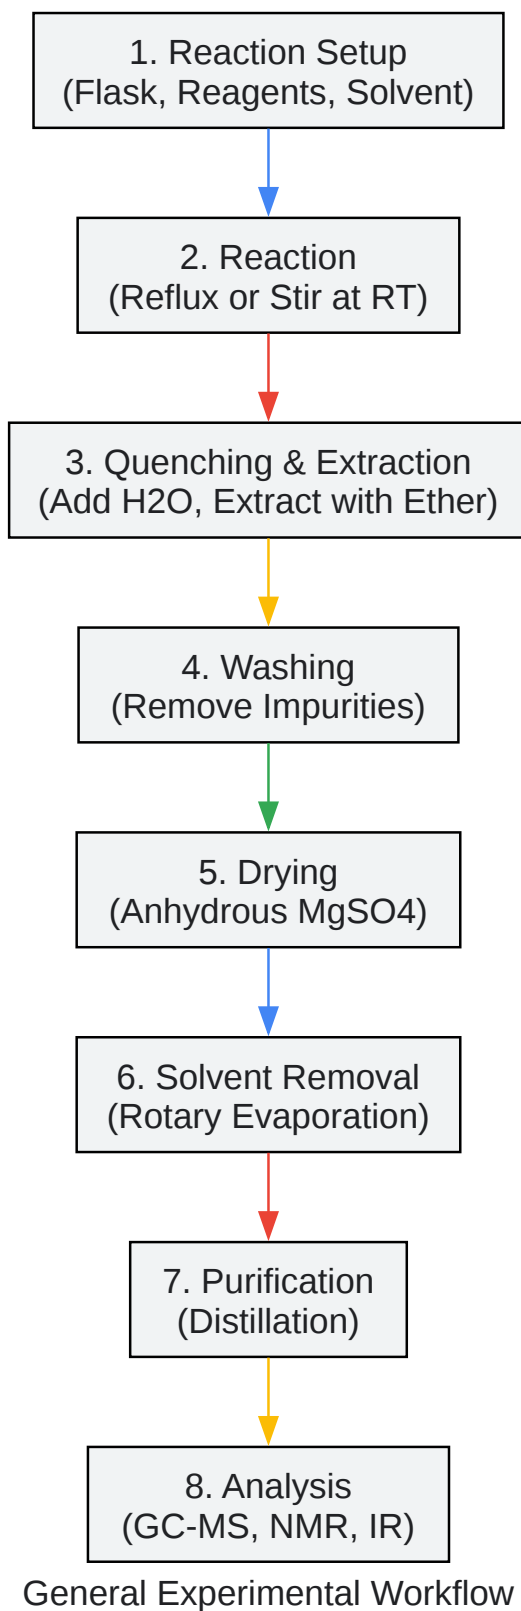 1. Reaction Setup
(Flask, Reagents, Solvent)
2. Reaction
(Reflux or Stir at RT)
3. Quenching & Extraction
(Add H2O, Extract with Ether)
4. Washing
(Remove Impurities)
5. Drying
(Anhydrous MgSO4)
6. Solvent Removal
(Rotary Evaporation)
7. Purification
(Distillation)
8. Analysis
(GC-MS, NMR, IR)
General Experimental Workflow